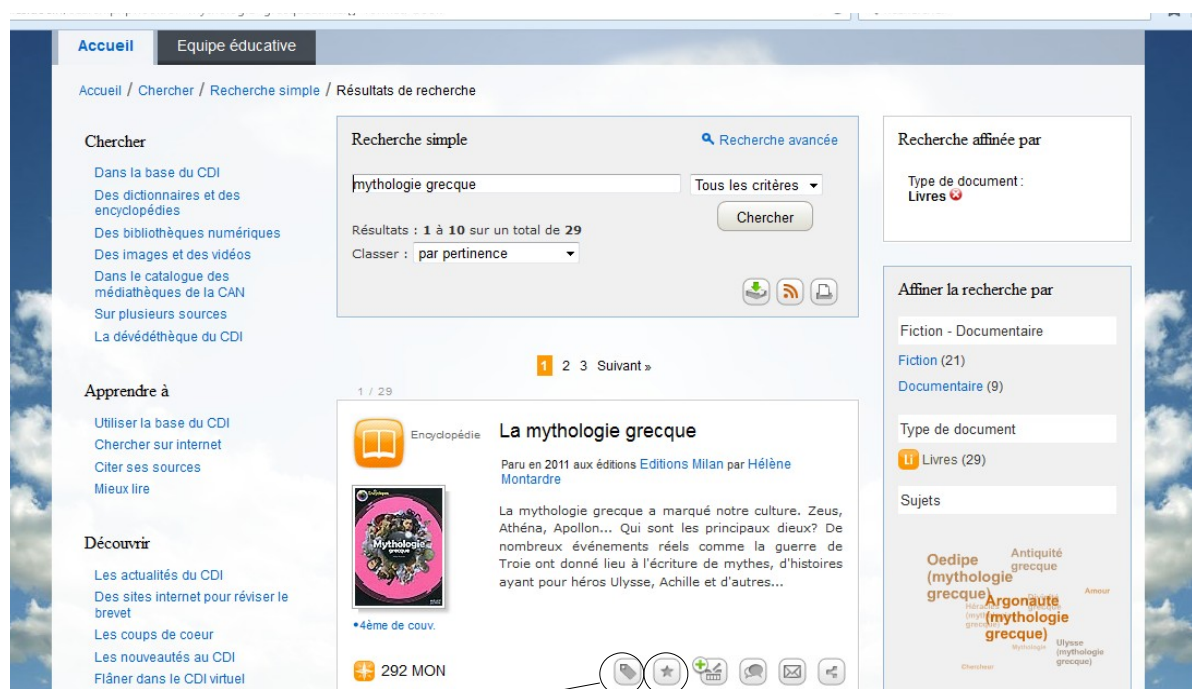 Accueil
Equipe éducative
Accueil / Chercher / Recherche simple / Résultats de recherche
Chercher
Dans la base du CDI
Des dictionnaires et des
encyclopédies
Des bibliothèques numériques
Des images et des vidéos
Dans le catalogue des
médiathèques de la CAN
Sur plusieurs sources
La dévédéthèque du CDI
Apprendre à
Utiliser la base du CDI
Chercher sur internet
Citer ses sources
Mieux lire
Découvrir
Les actualités du CDI
Des sites internet pour réviser le
brevet
Les coups de coeur
Les nouveautés au CDI
Flâner dans le CDI virtuel
Recherche simple
Recherche avancée
mythologie grecque
Tous les critères
Chercher
Résultats : 1 à 10 sur un total de 29
Classer : par pertinence
1 2 3 Suivant »
1 / 29
Encyclopédie
La mythologie grecque
Paru en 2011 aux éditions Editions Milan par Hélène
Montardre
La mythologie grecque a marqué notre culture. Zeus,
Athéna, Apollon... Qui sont les principaux dieux? De
nombreux événements réels comme la guerre de
Troie ont donné lieu à l'écriture de mythes, d'histoires
ayant pour héros Ulysse, Achille et d'autres...
Mythologie
grecque
•4ème de couv.
292 MON
Recherche affinée par
Type de document :
Livres
Affiner la recherche par
Fiction - Documentaire
Fiction (21)
Documentaire (9)
Type de document
Li Livres (29)
Sujets
Oedipe
(mythologie
grecque)
Antiquité
grecque
Amour
Argonaute
(mythologie
grecque)
Mythologie
Ulysse
(mythologie
grecque)
Chercheur